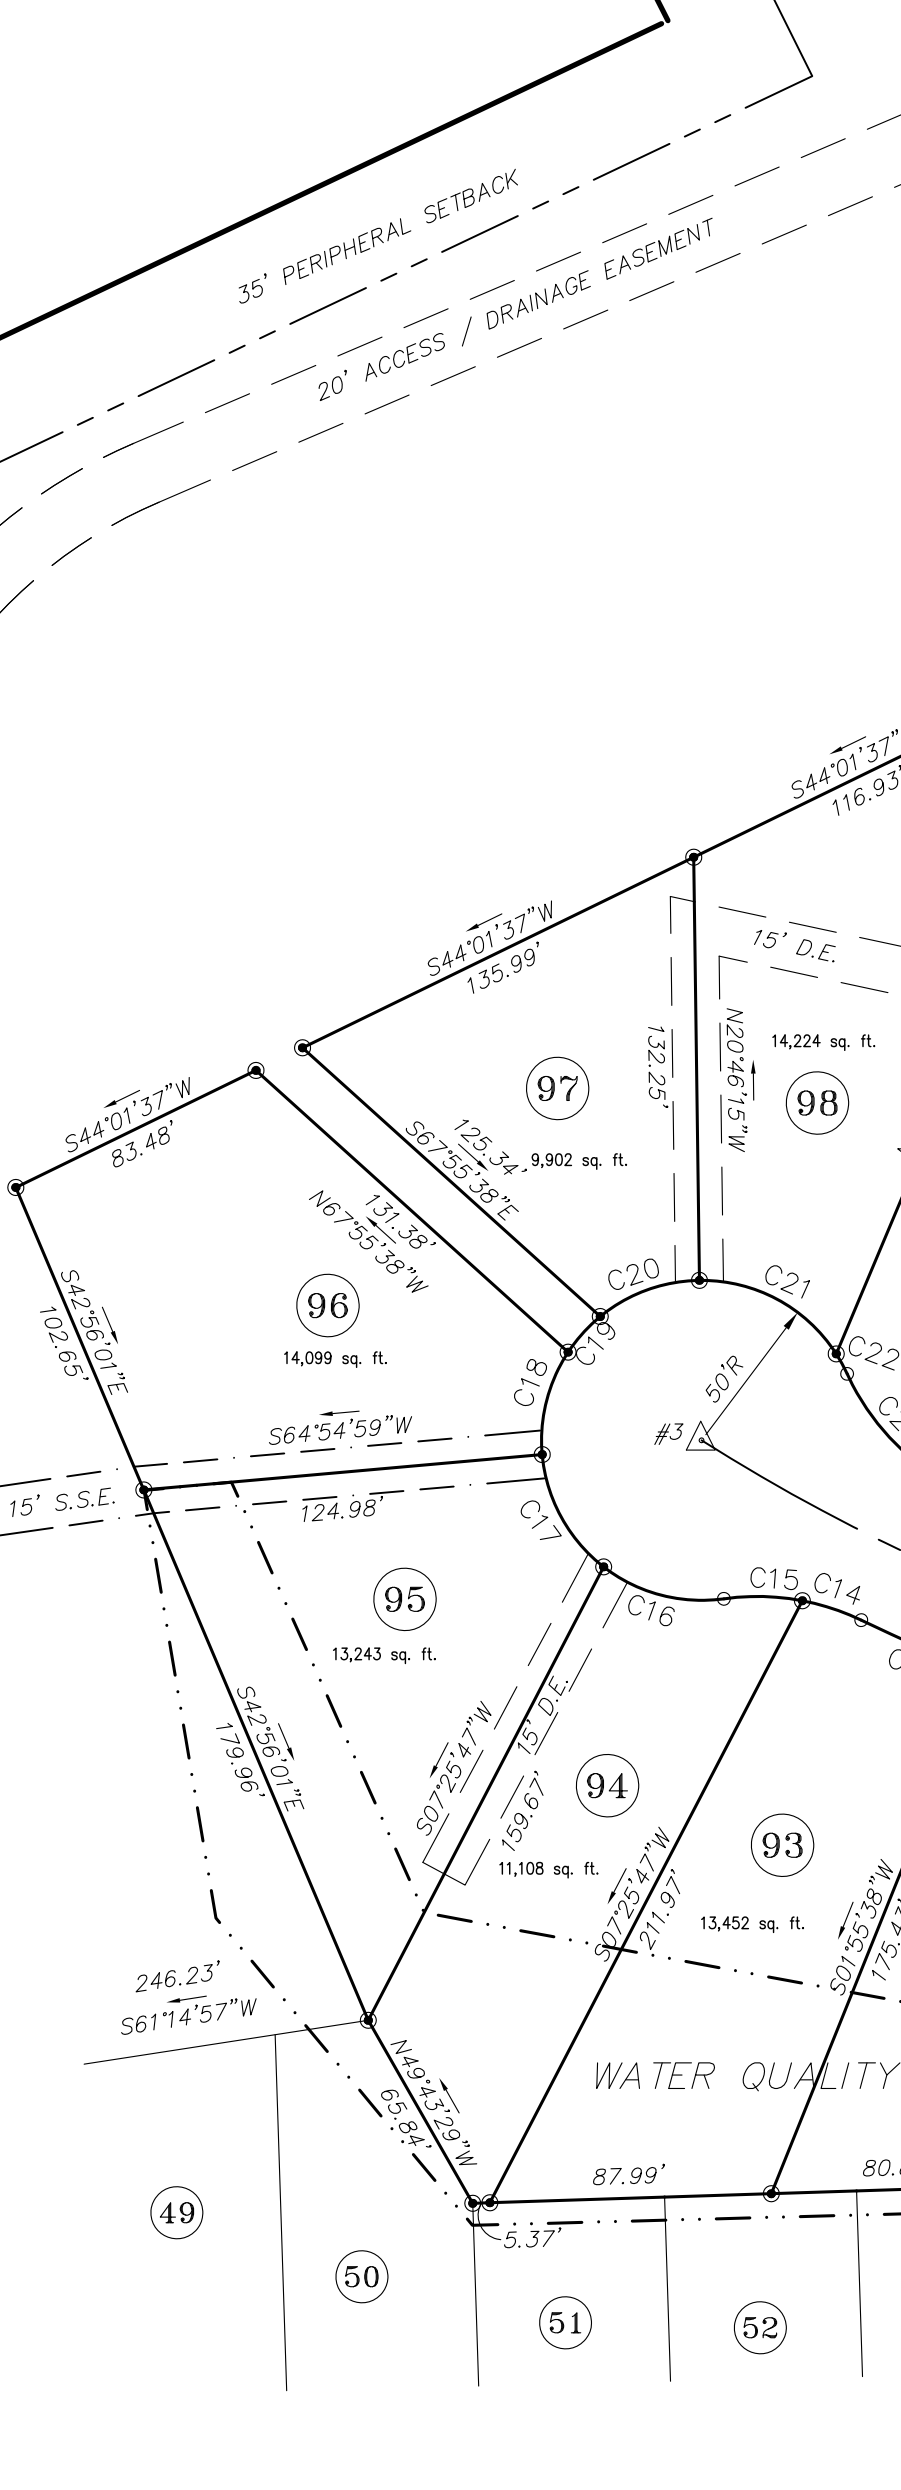 35' PERIPHERAL SETBACK
20' ACCESS / DRAINAGE EASEMENT
S44°01'37"
116.93'
S44°01'37"W
135.99'
15' D.E.
132.25'
N20°46'15"W
14,224 sq. ft.
98
97
9,902 sq. ft.
S44°01'37"W
83.48'
125.34'
S67°55'38"E
131.38'
N67°55'38"W
S42°56'01"E
102.65'
96
14,099 sq. ft.
C20
C21
C19
C18
C22
50'R
#3
S64°54'59"W
15' S.S.E.
124.98'
C17
C16
C15
C14
95
13,243 sq. ft.
S42°56'01"E
179.96'
S07°25'47"W
15' D.E.
159.67'
94
11,108 sq. ft.
93
13,452 sq. ft.
S07°25'47"W
211.97'
S01°55'38"W
246.23'
S61°14'57"W
N49°43'29"W
65.84'
WATER QUALITY
87.99'
80.
5.37'
49
50
51
52